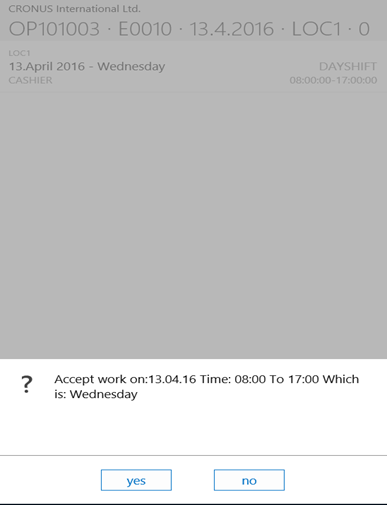 CRONUS International Ltd.
OP101003 · E0010 · 13.4.2016 · LOC1 · 0
LOC1
13.April 2016 - Wednesday DAYSHIFT
CASHIER 08:00:00-17:00:00
? Accept work on:13.04.16 Time: 08:00 To 17:00 Which
is: Wednesday
yes no